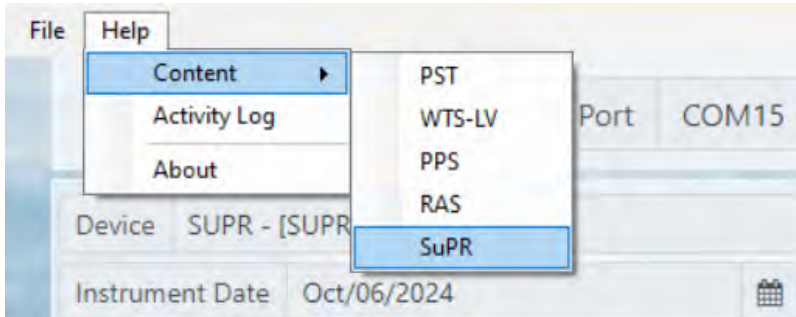 File Help
Content PST
Activity Log WTS-LV Port COM15
About PPS
RAS
Device SUPR - [SUPR SuPR
Instrument Date Oct/06/2024